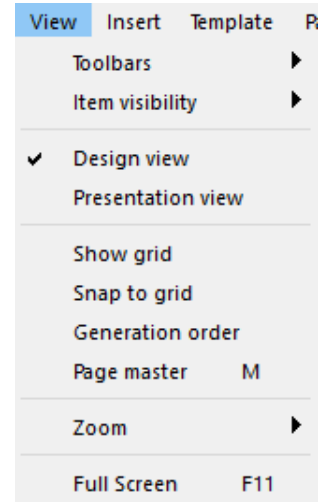 View Insert Template
Toolbars
Item visibility
Design view
Presentation view
Show grid
Snap to grid
Generation order
Page master M
Zoom
Full Screen F11